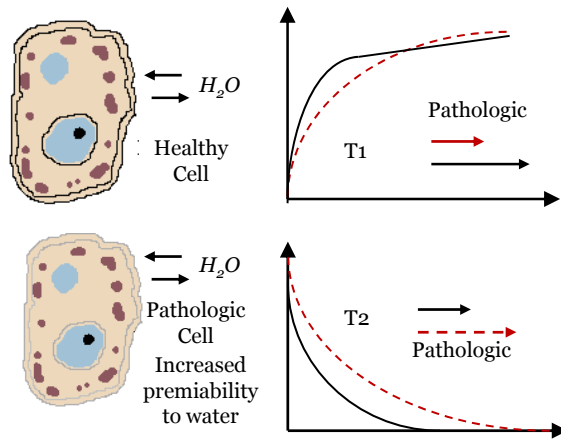 H₂O
Healthy
Cell
Pathologic
T1
H₂O
Pathologic
Cell
Increased
premiability
to water
T2
Pathologic